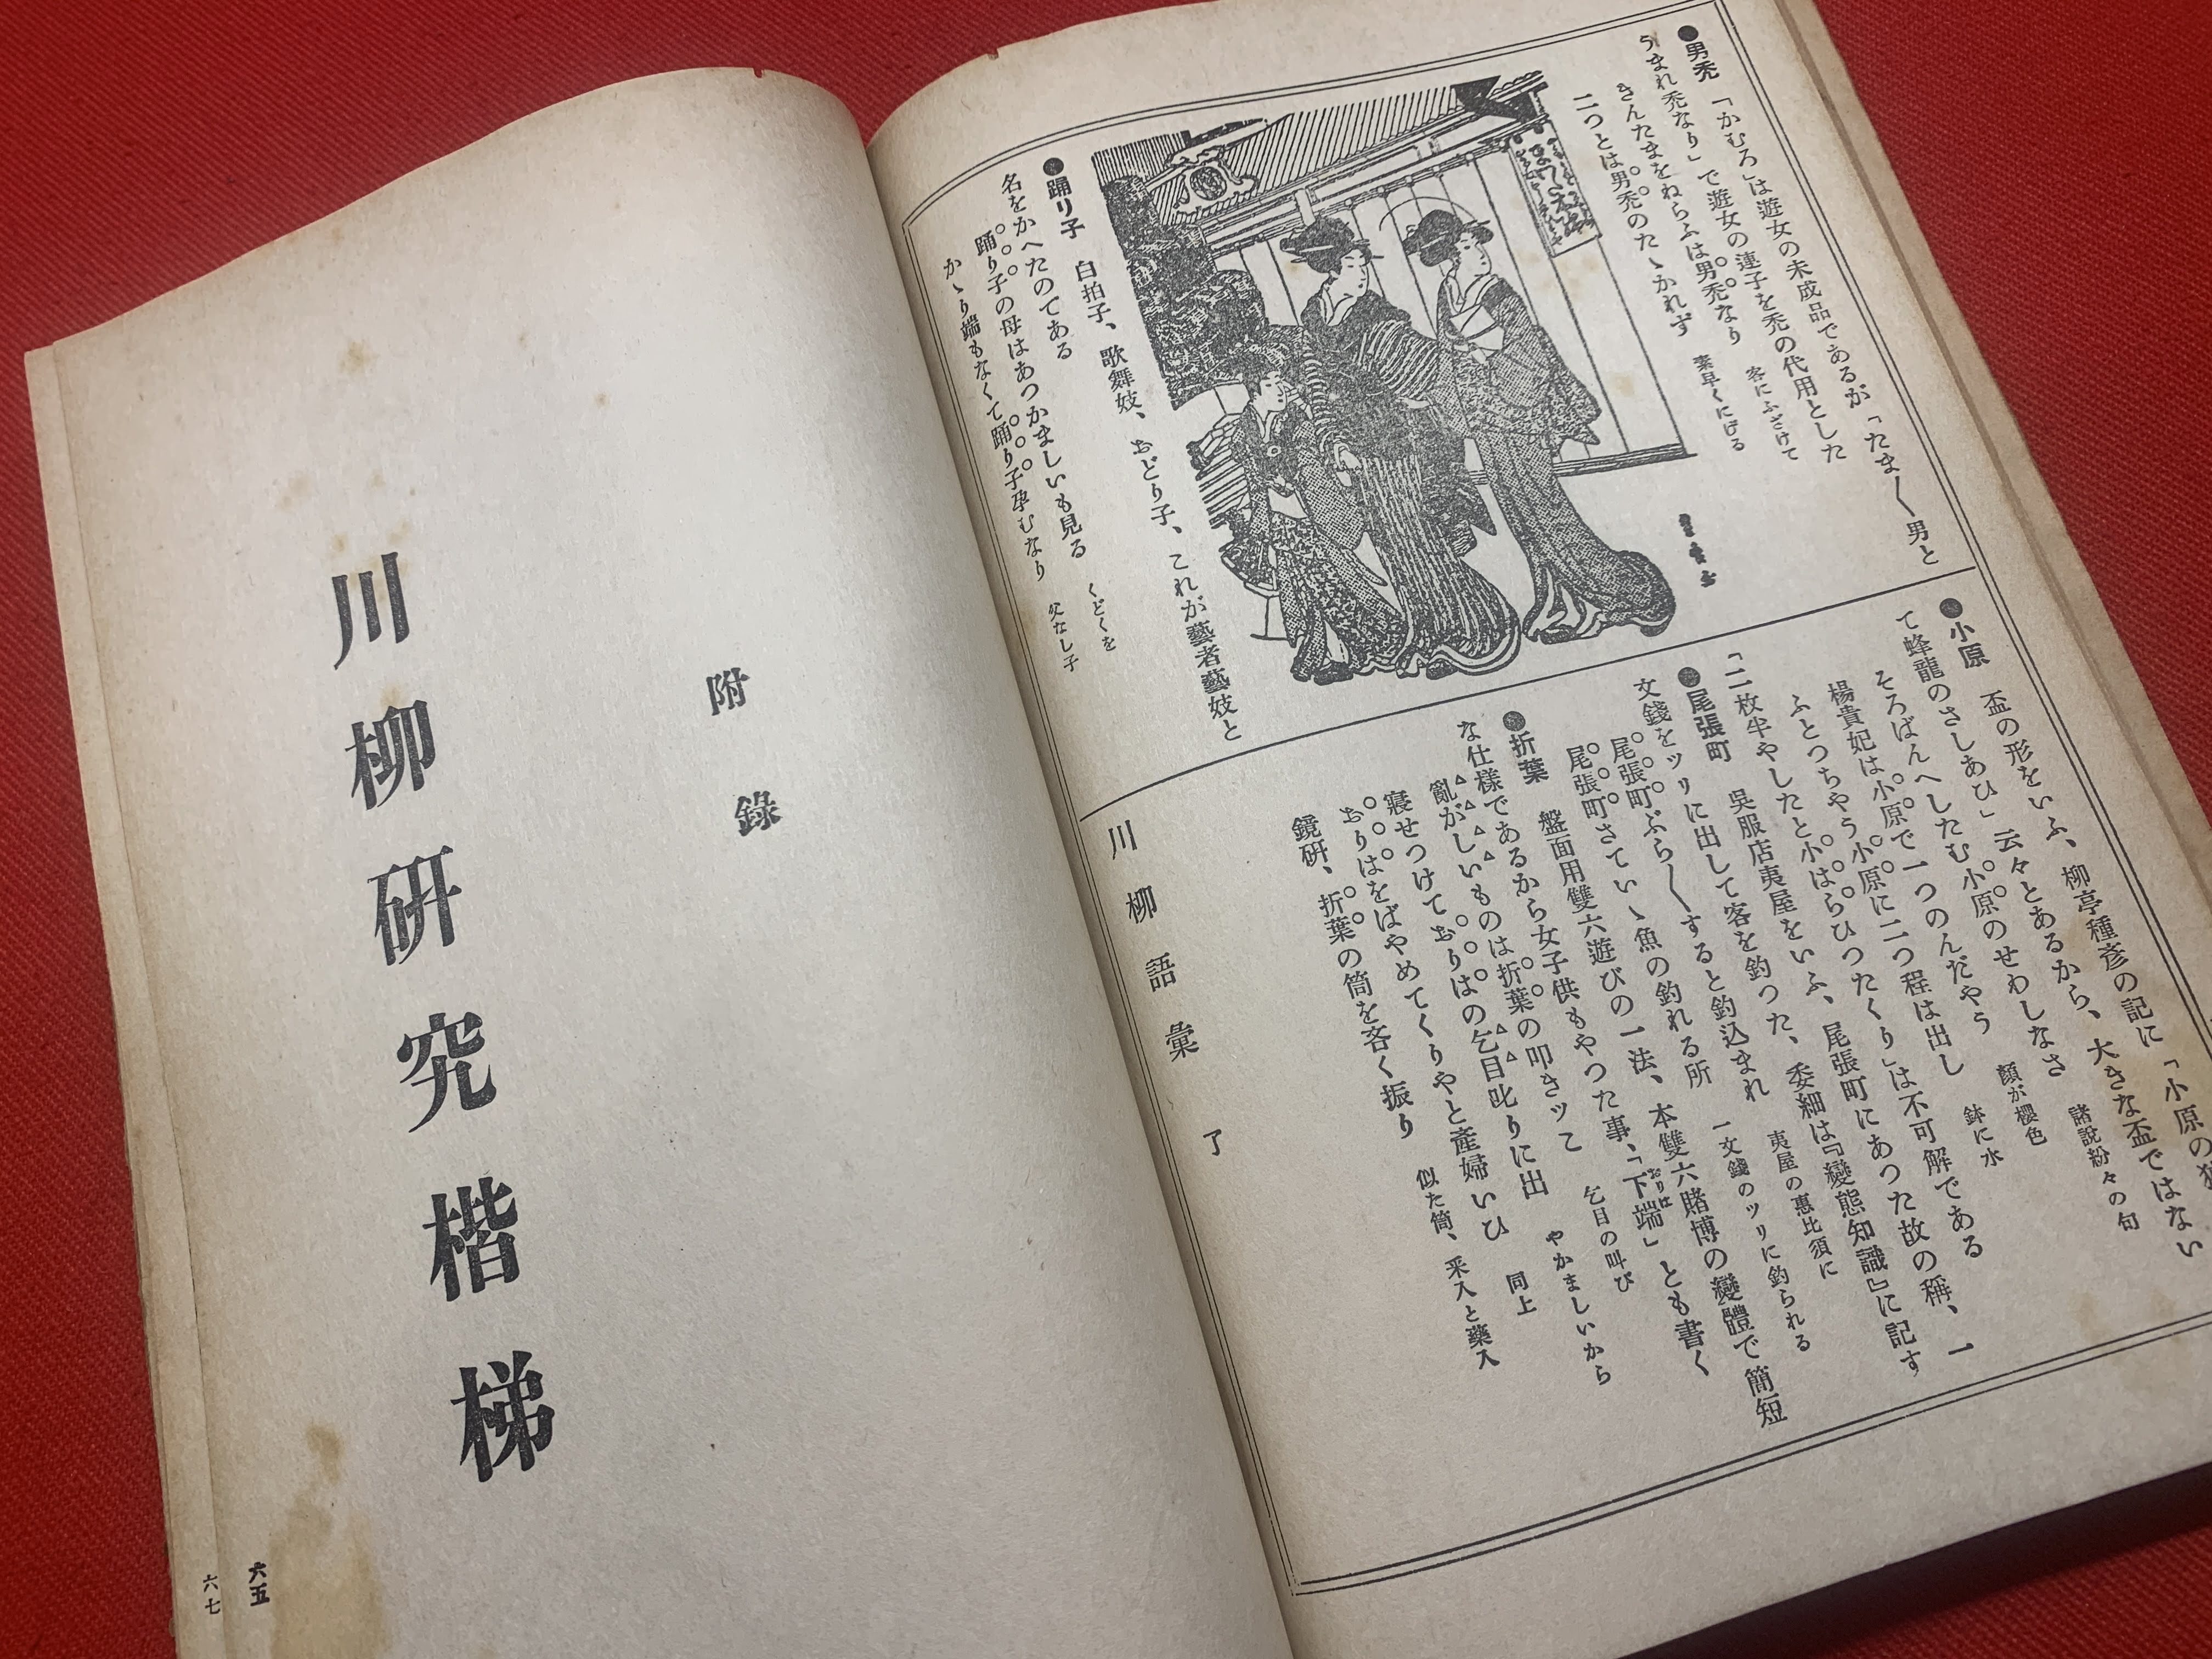 ●男禿 「かむろ」は遊女の未成品であるが「たま〱男と
うまれ禿なり」で遊女の連子を禿の代用とした
きんたまをねらふは男禿なり 客にふざけて
二つとは男禿のたゝかれず 素早くにげる
●踊り子 白拍子、歌舞妓、おどり子、これが藝者藝妓と
名をかへたのである
踊り子の母はあつかましいも見る くどくを
かゝり端もなくて踊り子孕むなり 父なし子
●小原 盃の形をいふ、柳亭種彦の記に「小原の
て蜂龍のさしあひ」云々とあるから、大きな盃ではない
そろばんへしたむ小原のせわしなさ 諸説紛々の句
楊貴妃は小原で一つのんだやう 顔が櫻色
ふとつちやう小原に二つ程は出し 鉢に水
「二枚半やしたと小はらひつたくり」は不可解である
●尾張町 呉服店夷屋をいふ、尾張町にあつた故の稱、一
文錢をツリに出して客を釣つた、委細は『變態知識』に記す
尾張町ぶら〱すると釣込まれ 夷屋の惠比須に
尾張町さていゝ魚の釣れる所 一文錢のツリに釣られる
●折葉 盤面用雙六遊びの一法、本雙六賭博の變體で簡短
な仕様であるから女子供もやつた事、「下端」とも書く
おりは
亂がしいものは折葉の叩きッこ 乞目の叫び
寢せつけておりはの乞目叱りに出 やかましいから
おりはをばやめてくりやと産婦いひ 同上
鏡硏、折葉の筒を吝く振り 似た筒、采入と藥入
川柳語彙 了
附錄
川柳硏究楷梯
六五
六七